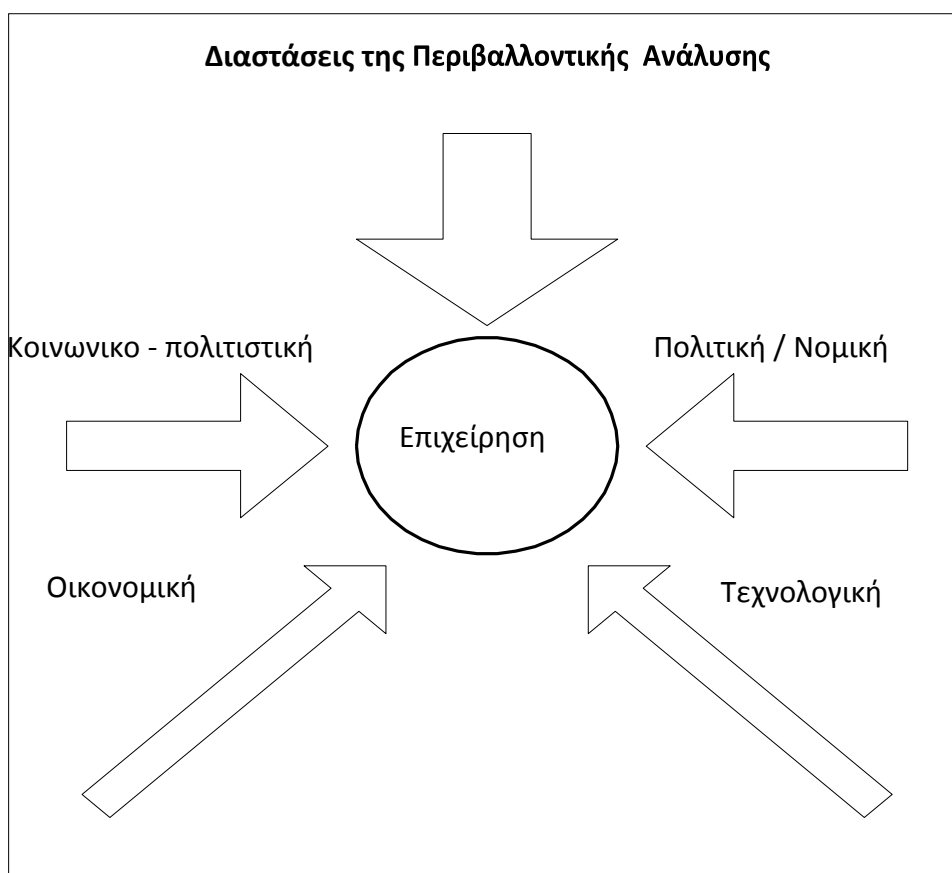 Διαστάσεις της Περιβαλλοντικής Ανάλυσης
Κοινωνικο - πολιτιστική
Πολιτική / Νομική
Επιχείρηση
Οικονομική
Τεχνολογική